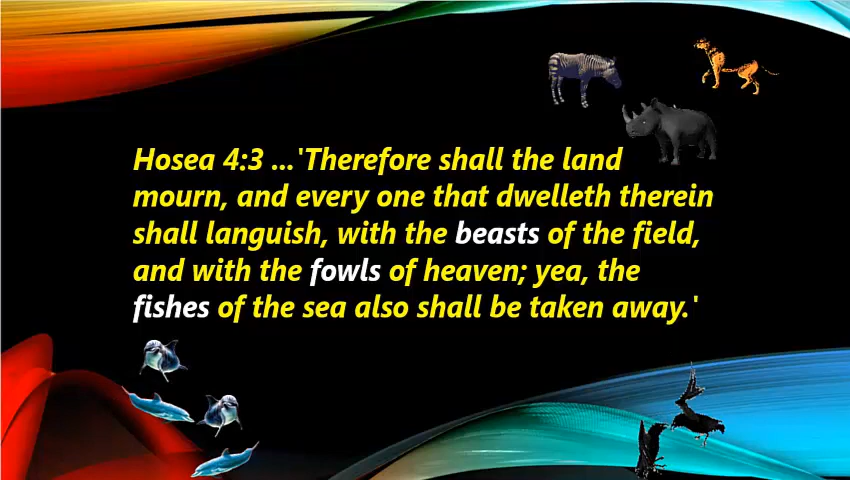 Hosea 4:3 ...'Therefore shall the land
mourn, and every one that dwelleth therein
shall languish, with the beasts of the field,
and with the fowls of heaven; yea, the
fishes of the sea also shall be taken away.'